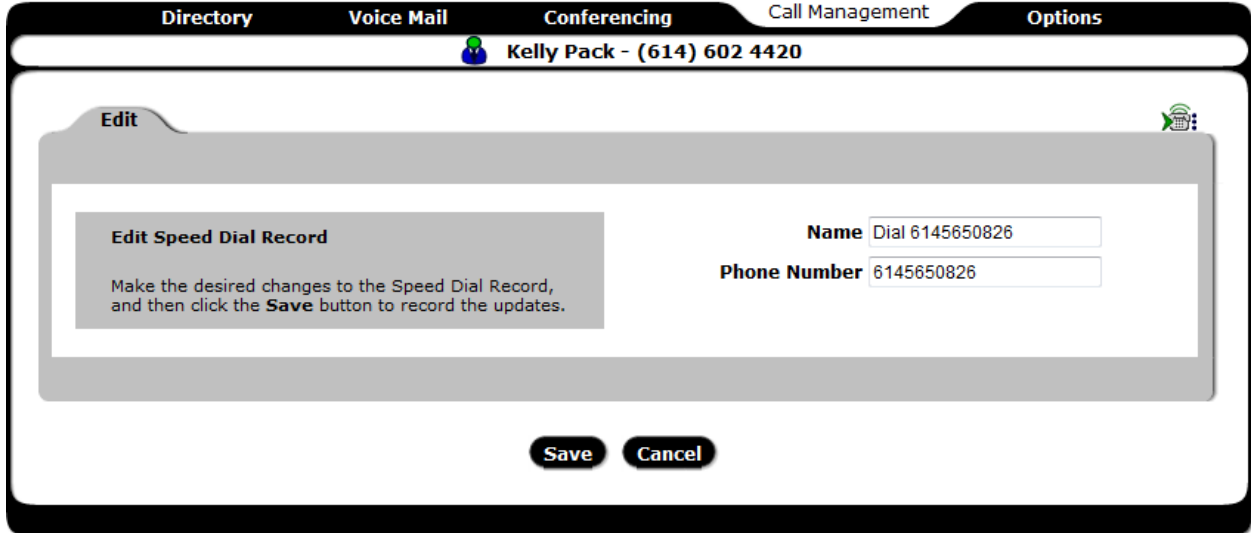 Directory Voice Mail Conferencing Call Management Options
Kelly Pack - (614) 602 4420
Edit
Edit Speed Dial Record
Make the desired changes to the Speed Dial Record,
and then click the Save button to record the updates.
Name Dial 6145650826
Phone Number 6145650826
Save Cancel